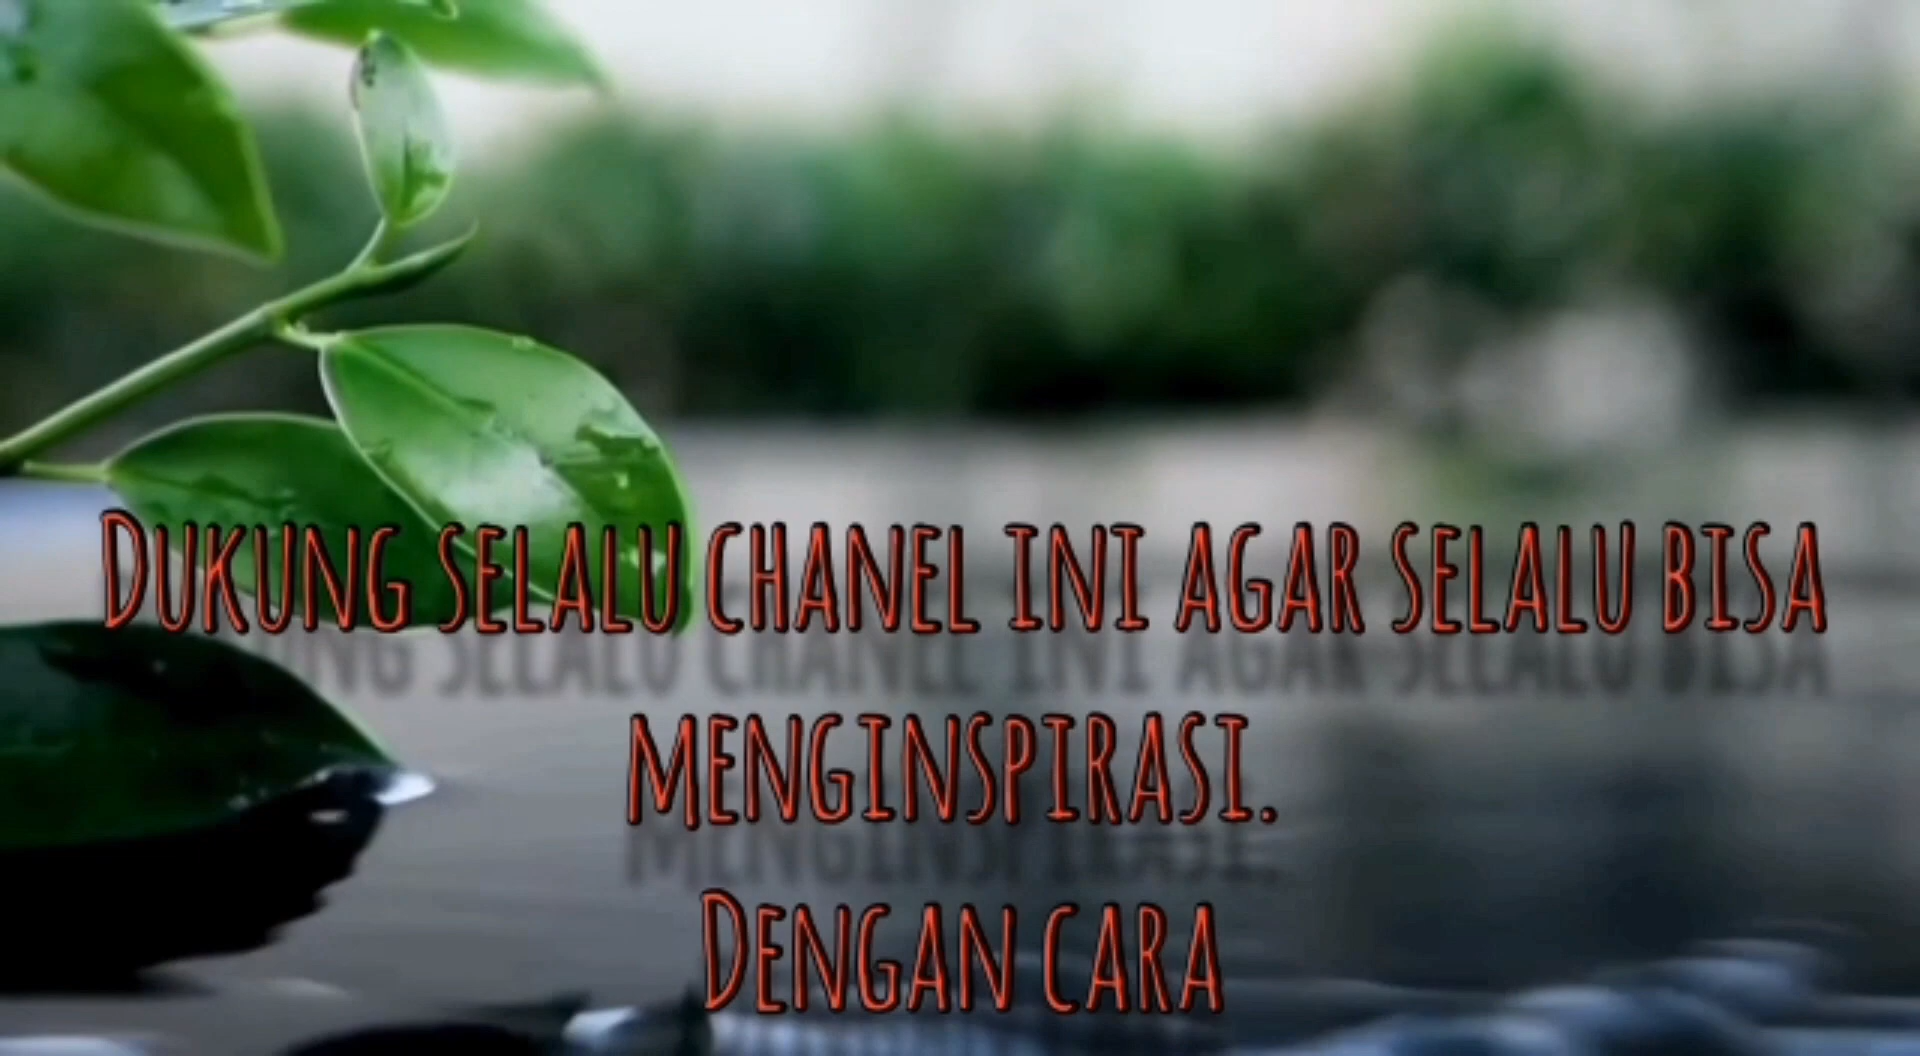 Dukung selalu chanel ini agar selalu bisa
menginspirasi.
Dengan cara